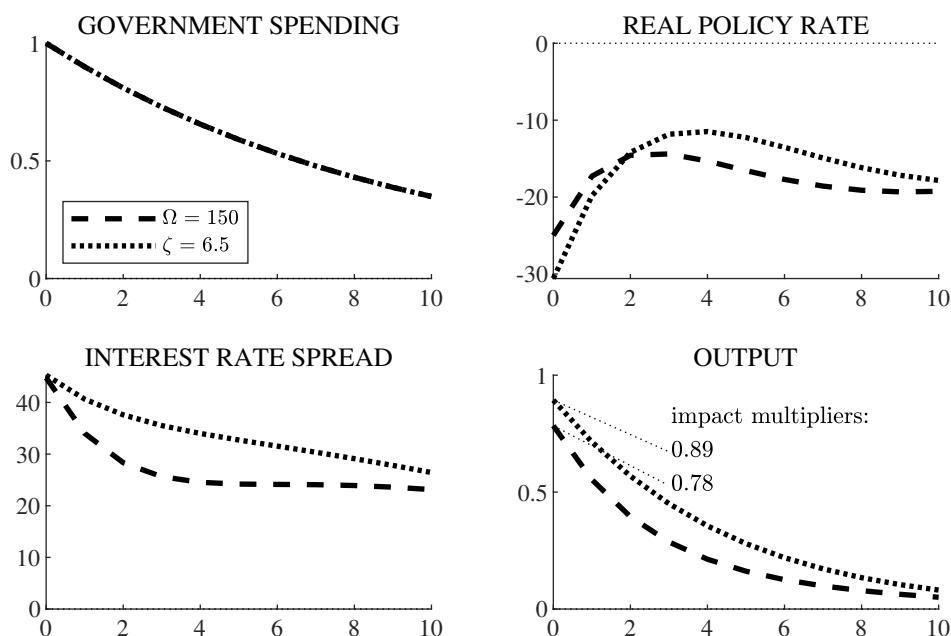 GOVERNMENT SPENDING
1
0.5
0
Ω = 150
ζ = 6.5
0 2 4 6 8 10
REAL POLICY RATE
0
-10
-20
-30
0 2 4 6 8 10
INTEREST RATE SPREAD
40
30
20
10
0
0 2 4 6 8 10
OUTPUT
1
0.5
0
impact multipliers:
0.89
0.78
0 2 4 6 8 10